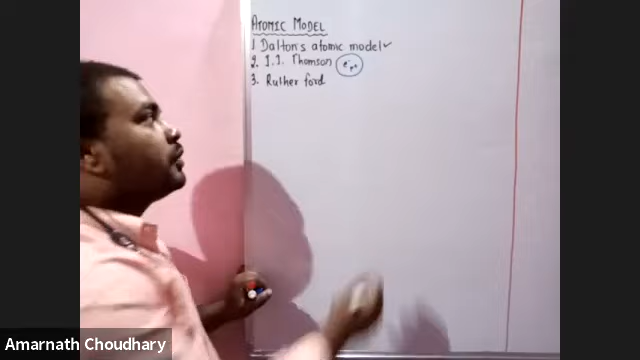 ATOMIC MODEL
1 Dalton's atomic model✓
2. J.J. Thomson
3. Ruther ford
Amarnath Choudhary